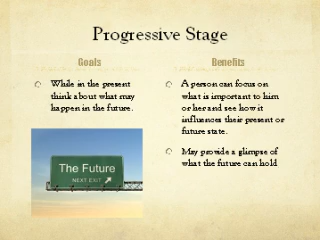 Progressive Stage
Goals
While in the present
think about what may
happen in the future.
The Future
NEXT EXIT
Benefits
A person can focus on
what is important to him
or her and see how it
influences their present or
future state.
May provide a glimpse of
what the future can hold